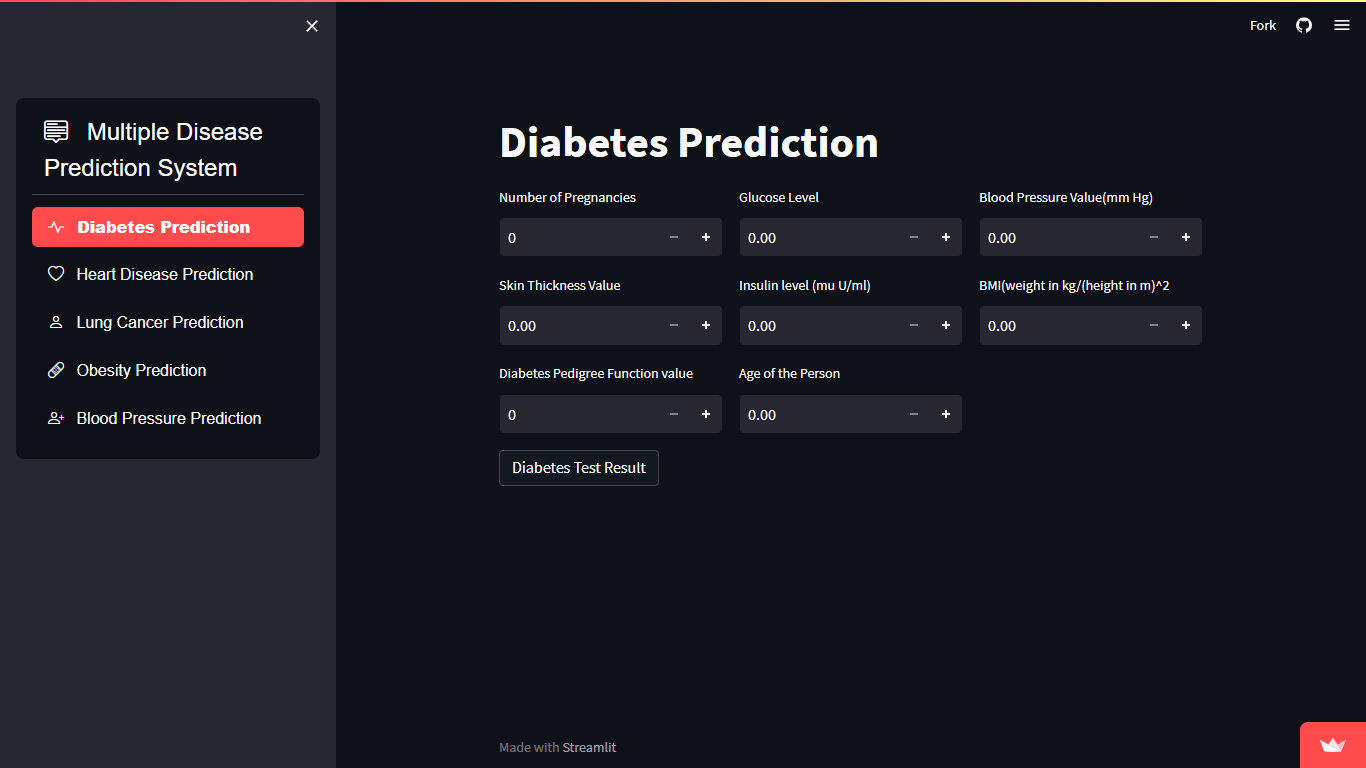 Fork
Multiple Disease
Prediction System
Diabetes Prediction
Heart Disease Prediction
Lung Cancer Prediction
Obesity Prediction
Blood Pressure Prediction
Diabetes Prediction
Number of Pregnancies
Glucose Level
Blood Pressure Value(mm Hg)
0
0.00
0.00
Skin Thickness Value
Insulin level (mu U/ml)
BMI(weight in kg/(height in m)^2
0.00
0.00
0.00
Diabetes Pedigree Function value
Age of the Person
0
0.00
Diabetes Test Result
Made with Streamlit